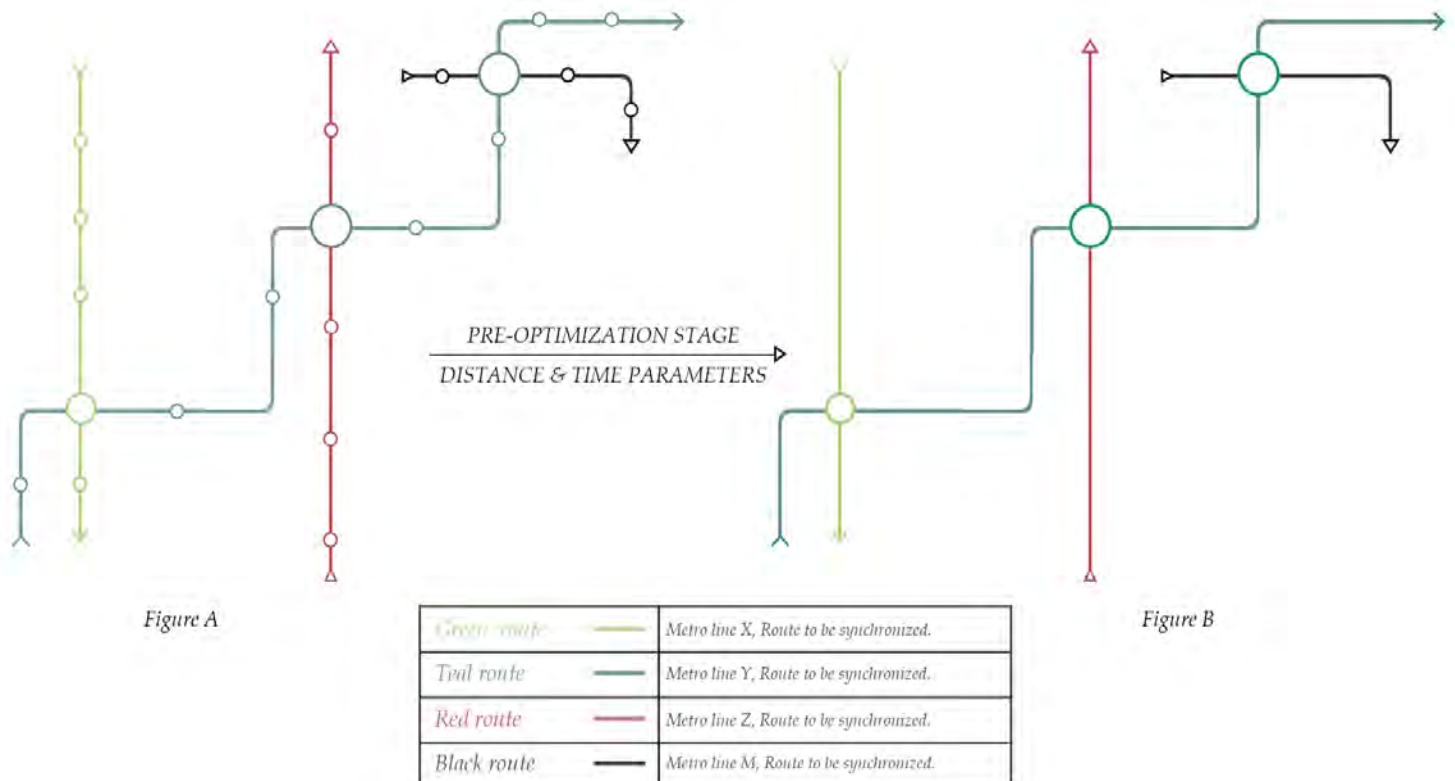 PRE-OPTIMIZATION STAGE
DISTANCE & TIME PARAMETERS
Figure A
Figure B
Green route
Metro line X, Route to be synchronized.
Teal route
Metro line Y, Route to be synchronized.
Red route
Metro line Z, Route to be synchronized.
Black route
Metro line M, Route to be synchronized.